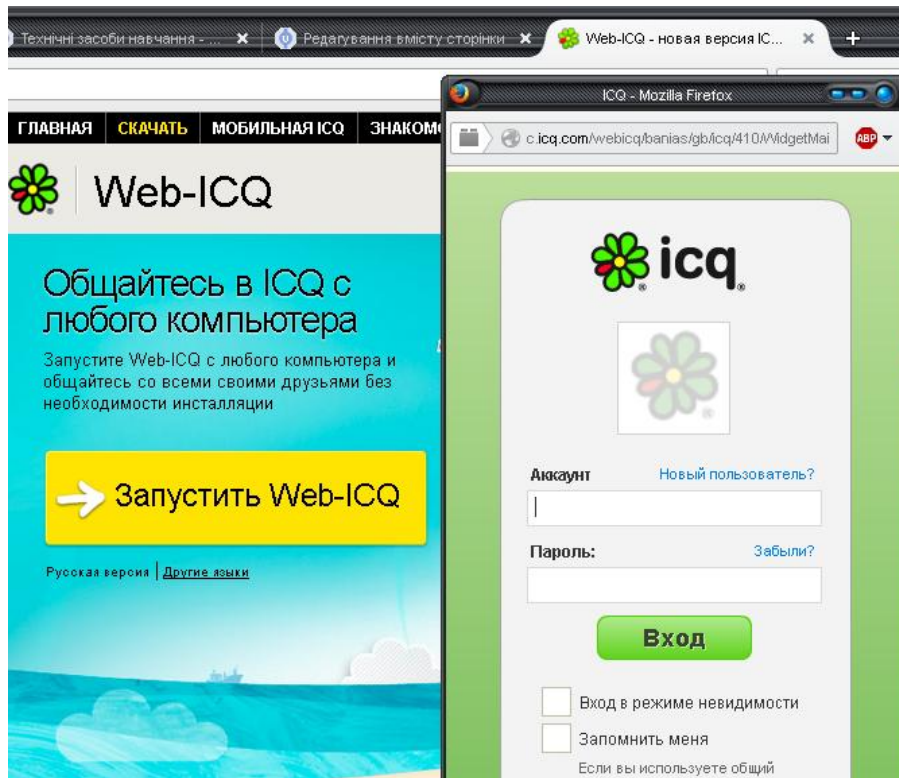 Технічні засоби навчання - ...
Редагування вмісту сторінки
Web-ICQ - новая версия IC...
ICQ - Mozilla Firefox
ГЛАВНАЯ СКАЧАТЬ МОБИЛЬНАЯ ICQ ЗНАКОМ
c.icq.com/webicq/banias/gb/icq/410/WidgetMai
ABP
Web-ICQ
Общайтесь в ICQ с
любого компьютера
Запустите Web-ICQ с любого компьютера и
общайтесь со всеми своими друзьями без
необходимости инсталляции
Запустить Web-ICQ
Русская версия | Другие языки
icq
Аккаунт Новый пользователь?
Пароль: Забыли?
Вход
Вход в режиме невидимости
Запомнить меня
Если вы используете общий